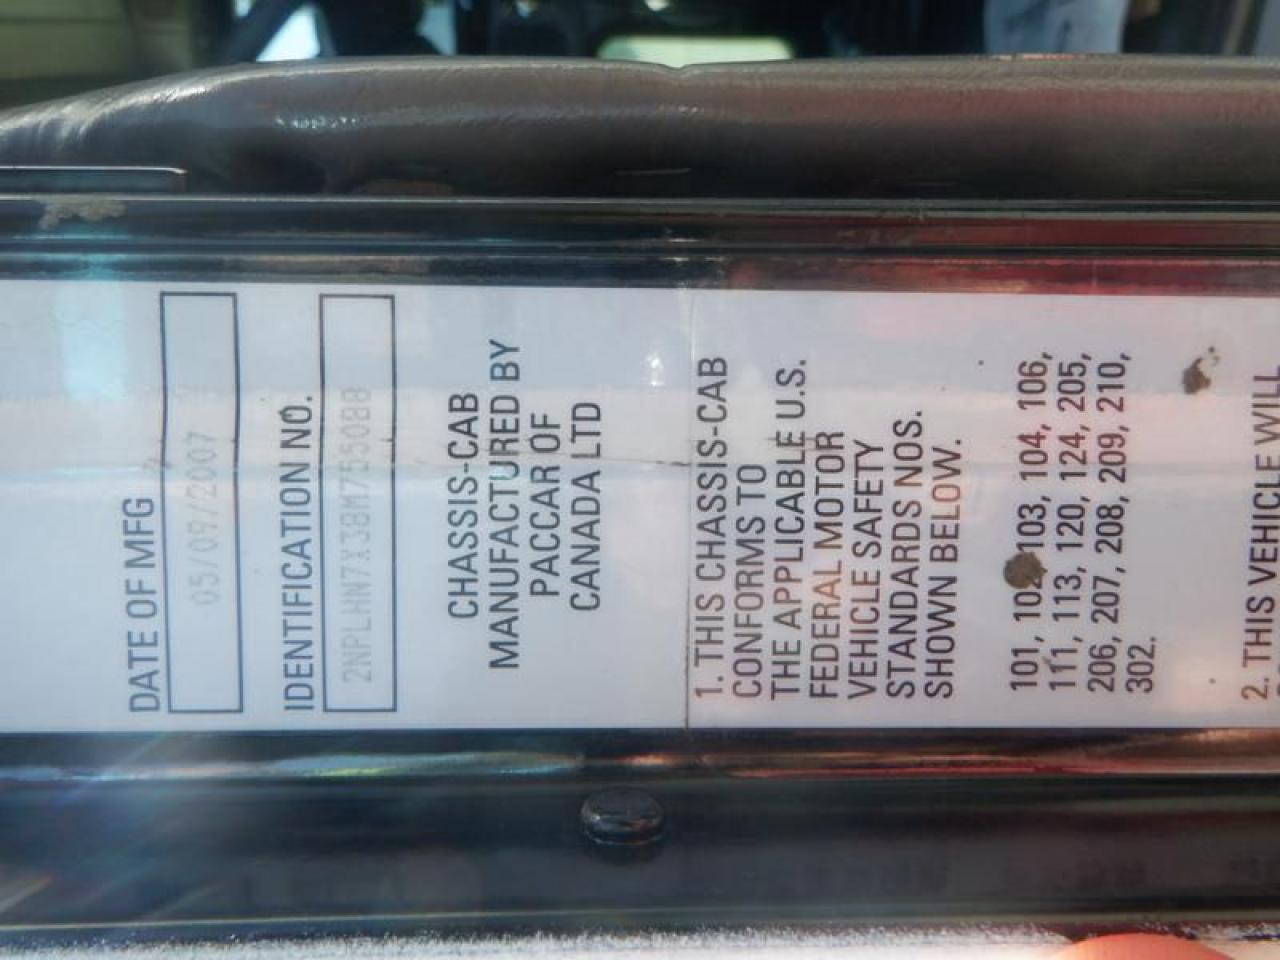 DATE OF MFG
05/09/2007
IDENTIFICATION NO.
2NPLHN7X38M755088
CHASSIS-CAB
MANUFACTURED BY
PACCAR OF
CANADA LTD
1. THIS CHASSIS-CAB
CONFORMS TO
THE APPLICABLE U.S.
FEDERAL MOTOR
VEHICLE SAFETY
STANDARDS NOS.
SHOWN BELOW.
101, 102, 103, 104, 106,
111, 113, 120, 124, 205,
206, 207, 208, 209, 210,
302.
2. THIS VEHICLE WILL